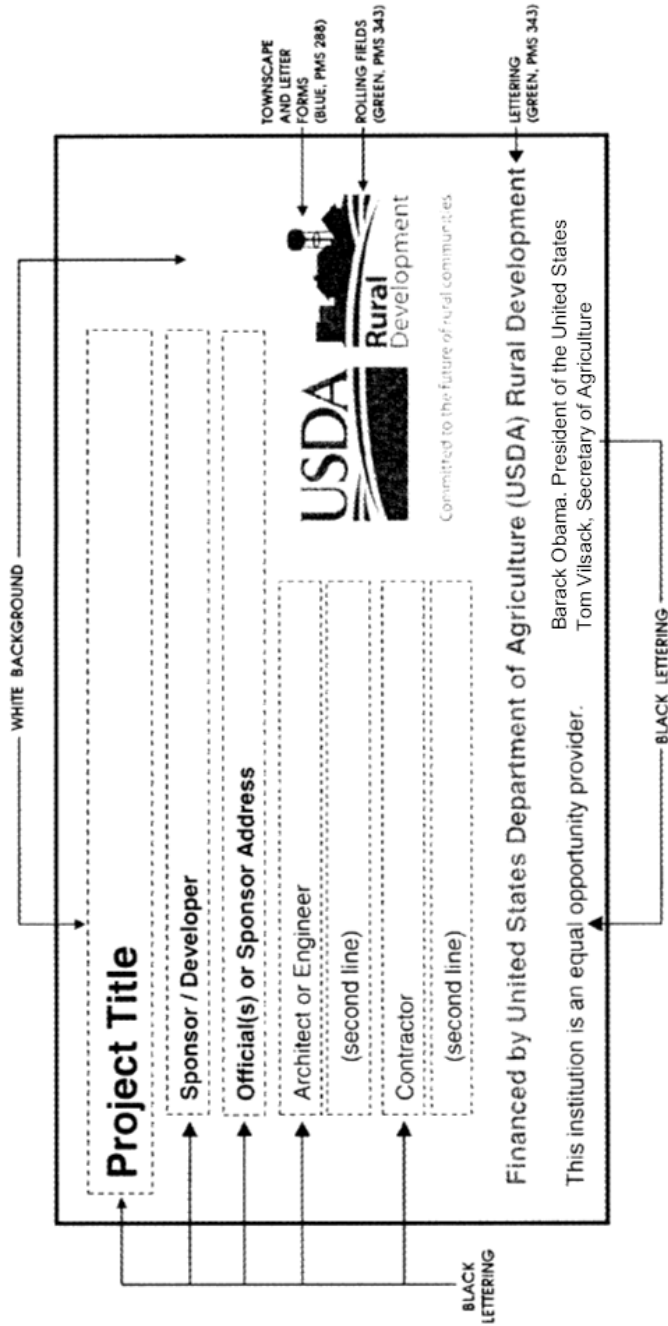 WHITE BACKGROUND
Project Title
Sponsor / Developer
Official(s) or Sponsor Address
Architect or Engineer
(second line)
Contractor
(second line)
BLACK
LETTERING
USDA
Rural
Development
Committed to the future of rural communities
TOWNSCAPE
AND LETTER
FORMS
(BLUE, PMS 288)
ROLLING FIELDS
(GREEN, PMS 343)
Financed by United States Department of Agriculture (USDA) Rural Development
LETTERING
(GREEN, PMS 343)
This institution is an equal opportunity provider.
Barack Obama. President of the United States
Tom Vilsack, Secretary of Agriculture
BLACK LETTERING